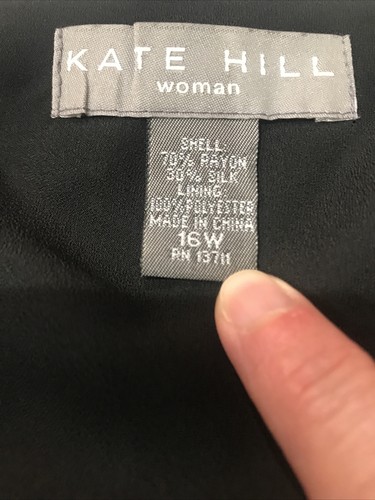 KATE HILL
woman
SHELL:
70% RAYON
30% SILK
LINING:
100% POLYESTER
MADE IN CHINA
16W
RN 13711